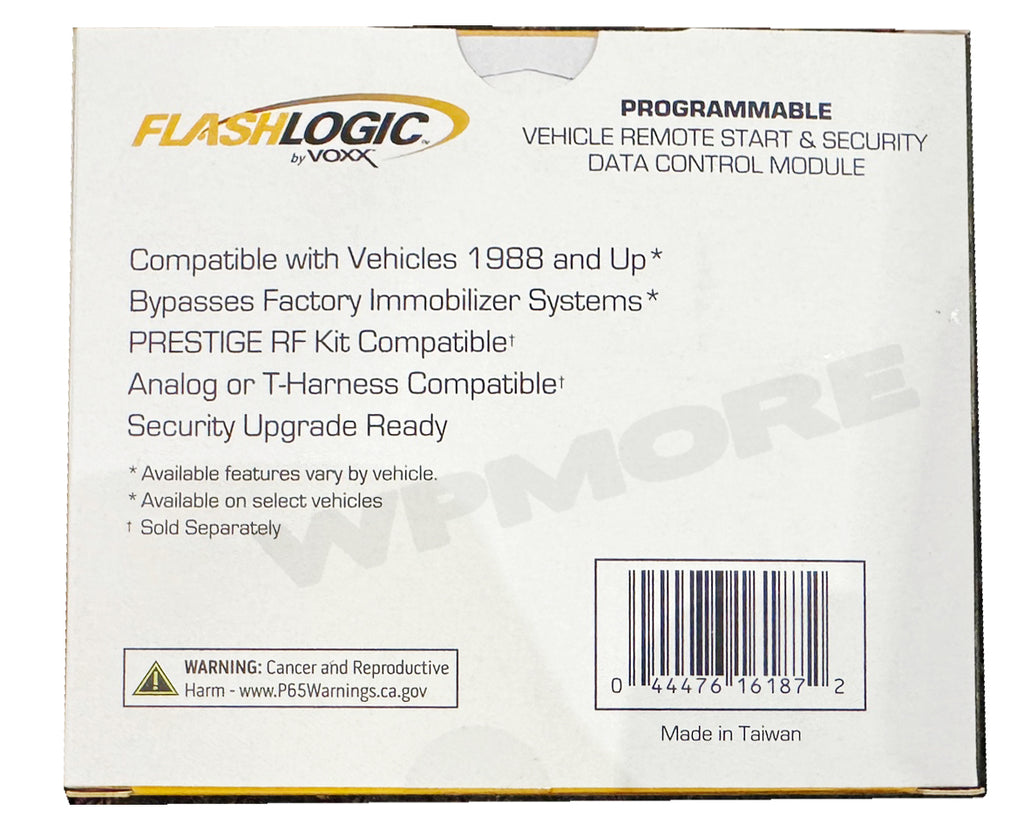 FLASHLOGIC™
by VOXX
PROGRAMMABLE
VEHICLE REMOTE START & SECURITY
DATA CONTROL MODULE
Compatible with Vehicles 1988 and Up*
Bypasses Factory Immobilizer Systems*
PRESTIGE RF Kit Compatible†
Analog or T-Harness Compatible†
Security Upgrade Ready
* Available features vary by vehicle.
* Available on select vehicles
† Sold Separately
WPMORE
WARNING: Cancer and Reproductive
Harm - www.P65Warnings.ca.gov
0 44476 16187 2
Made in Taiwan